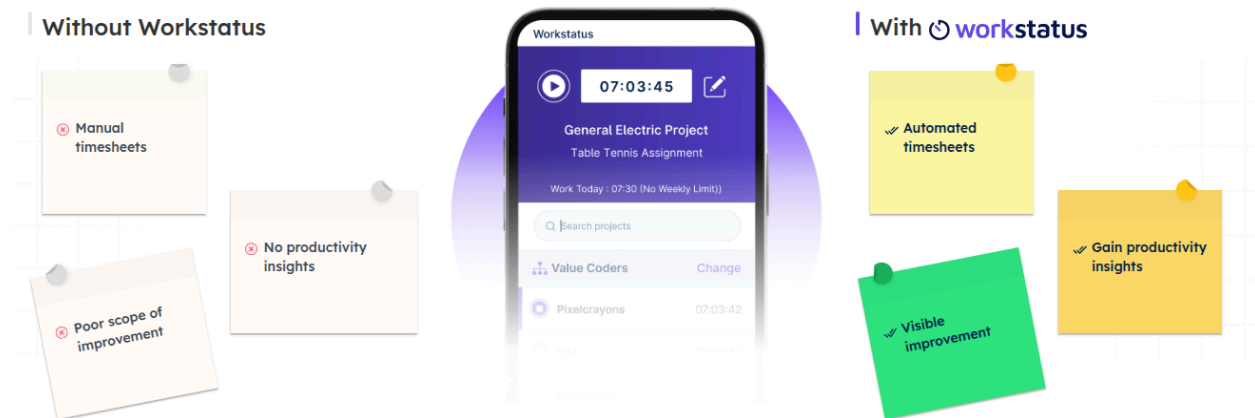 Without Workstatus
Manual
timesheets
No productivity
insights
Poor scope of
improvement
Workstatus
07:03:45
General Electric Project
Table Tennis Assignment
Work Today : 07:30 (No Weekly Limit))
Search projects
Value Coders Change
Pixelcrayons 07:03:42
With workstatus
Automated
timesheets
Gain productivity
insights
Visible
improvement